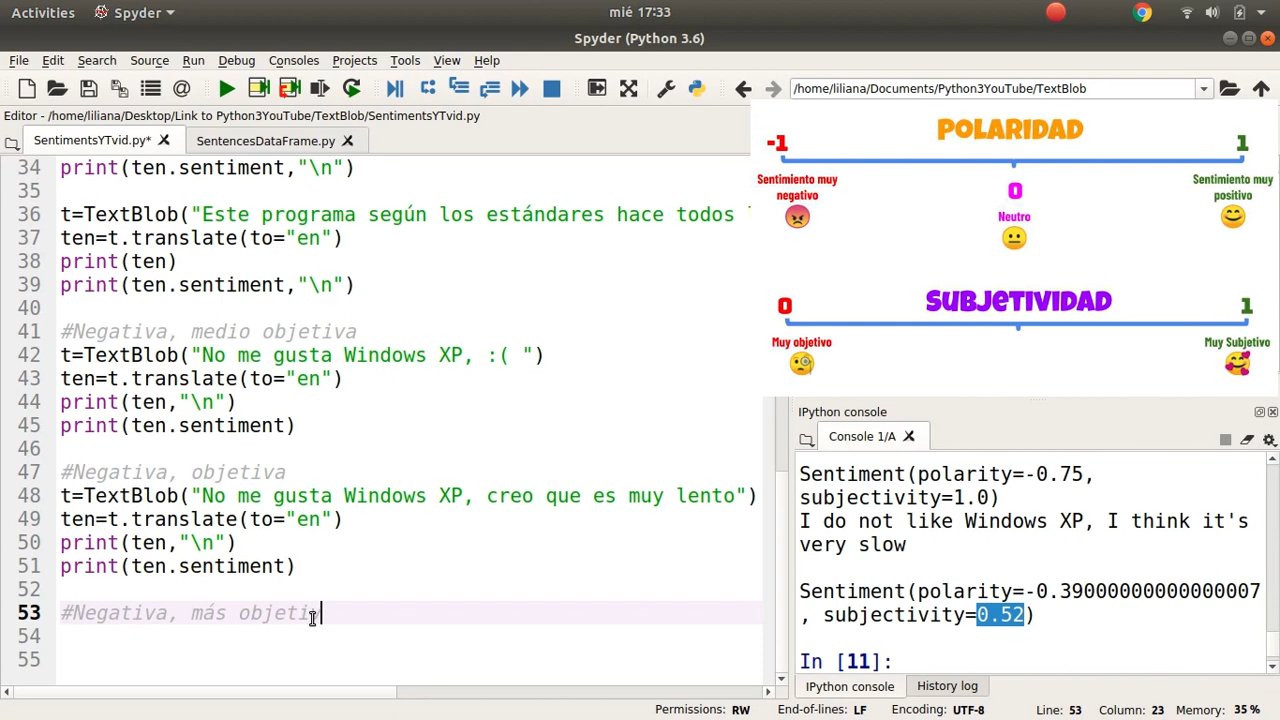 Activities Spyder mié 17:33
Spyder (Python 3.6)
File Edit Search Source Run Debug Consoles Projects Tools View Help
/home/liliana/Documents/Python3YouTube/TextBlob
Editor - /home/liliana/Desktop/Link to Python3YouTube/TextBlob/SentimentsYTvid.py
SentimentsYTvid.py* SentencesDataFrame.py
34 print(ten.sentiment,"\n")
35
36 t=TextBlob("Este programa según los estándares hace todos
37 ten=t.translate(to="en")
38 print(ten)
39 print(ten.sentiment,"\n")
40
41 #Negativa, medio objetiva
42 t=TextBlob("No me gusta Windows XP, :( ")
43 ten=t.translate(to="en")
44 print(ten,"\n")
45 print(ten.sentiment)
46
47 #Negativa, objetiva
48 t=TextBlob("No me gusta Windows XP, creo que es muy lento")
49 ten=t.translate(to="en")
50 print(ten,"\n")
51 print(ten.sentiment)
52
53 #Negativa, más objetiv
54
55
POLARIDAD
-1 1
Sentimiento muy negativo
0
Neutro
Sentimiento muy positivo
SUBJETIVIDAD
0 1
Muy objetivo Muy Subjetivo
IPython console
Console 1/A
Sentiment(polarity=-0.75,
subjectivity=1.0)
I do not like Windows XP, I think it's
very slow
Sentiment(polarity=-0.39000000000000007
, subjectivity=0.52)
In [11]:
IPython console History log
Permissions: RW End-of-lines: LF Encoding: UTF-8 Line: 53 Column: 23 Memory: 35 %